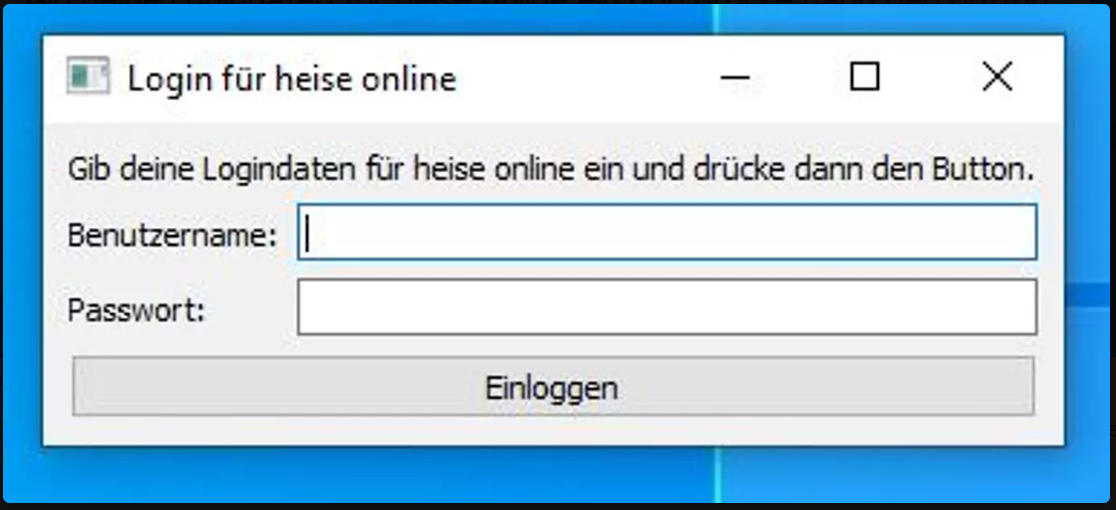 Login für heise online
Gib deine Logindaten für heise online ein und drücke dann den Button.
Benutzername:
Passwort:
Einloggen